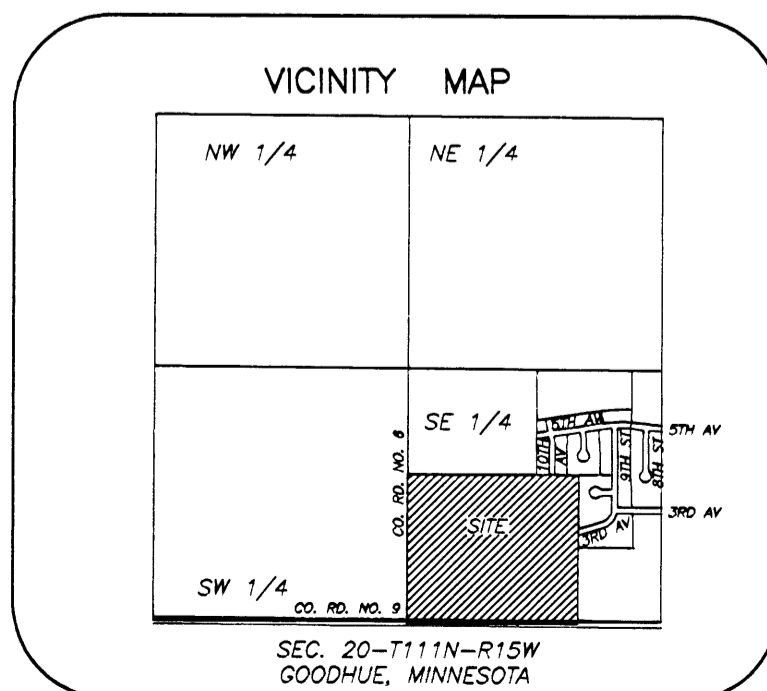 VICINITY MAP
NW 1/4
NE 1/4
SE 1/4
5TH AV
5TH AV
10TH AV
9TH ST
8TH ST
CO. RD. NO. 6
SITE
3RD AV
3RD AV
SW 1/4
CO. RD. NO. 9
SEC. 20-T111N-R15W
GOODHUE, MINNESOTA